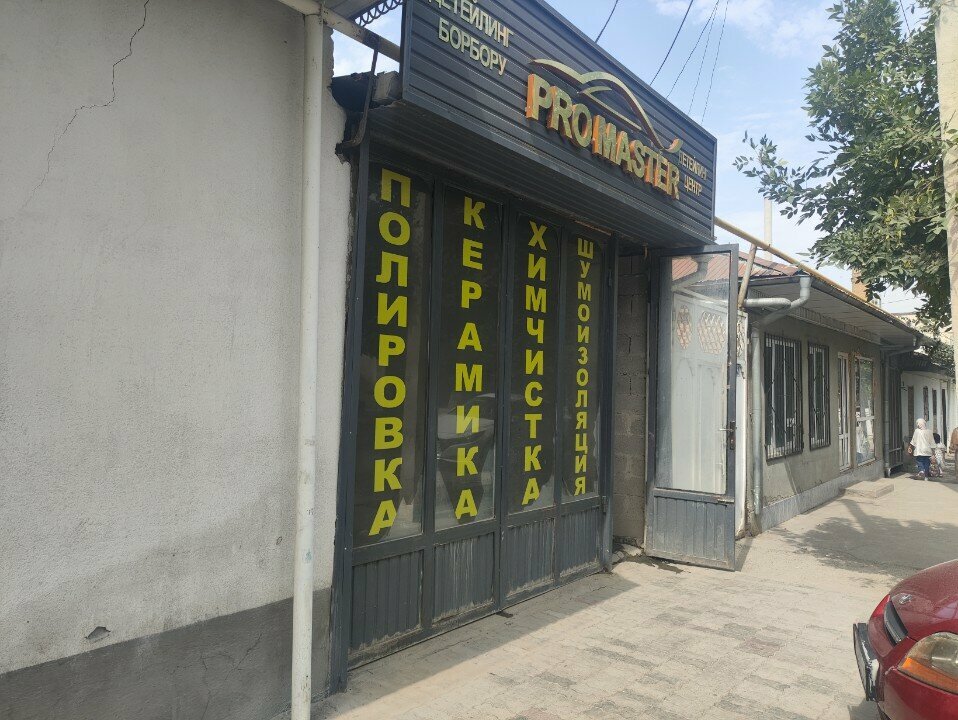 ДЕТЕЙЛИНГ
БОРБОРУ
PROMASTER
ДЕТЕЙЛИНГ
ЦЕНТР
ПОЛИРОВКА
КЕРАМИКА
ХИМЧИСТКА
ШУМОИЗОЛЯЦИЯ